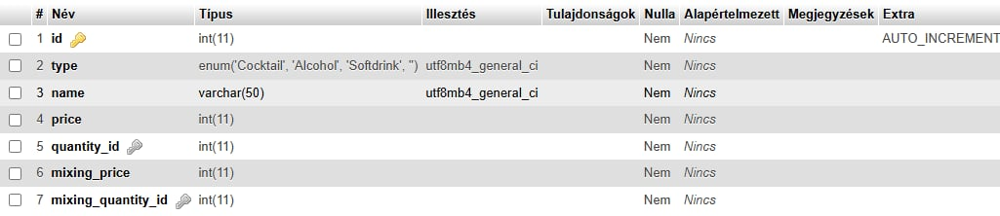 # Név Típus Illesztés Tulajdonságok Nulla Alapértelmezett Megjegyzések Extra
1 id int(11) Nem Nincs AUTO_INCREMENT
2 type enum('Cocktail', 'Alcohol', 'Softdrink', '') utf8mb4_general_ci Nem Nincs
3 name varchar(50) utf8mb4_general_ci Nem Nincs
4 price int(11) Nem Nincs
5 quantity_id int(11) Nem Nincs
6 mixing_price int(11) Nem Nincs
7 mixing_quantity_id int(11) Nem Nincs